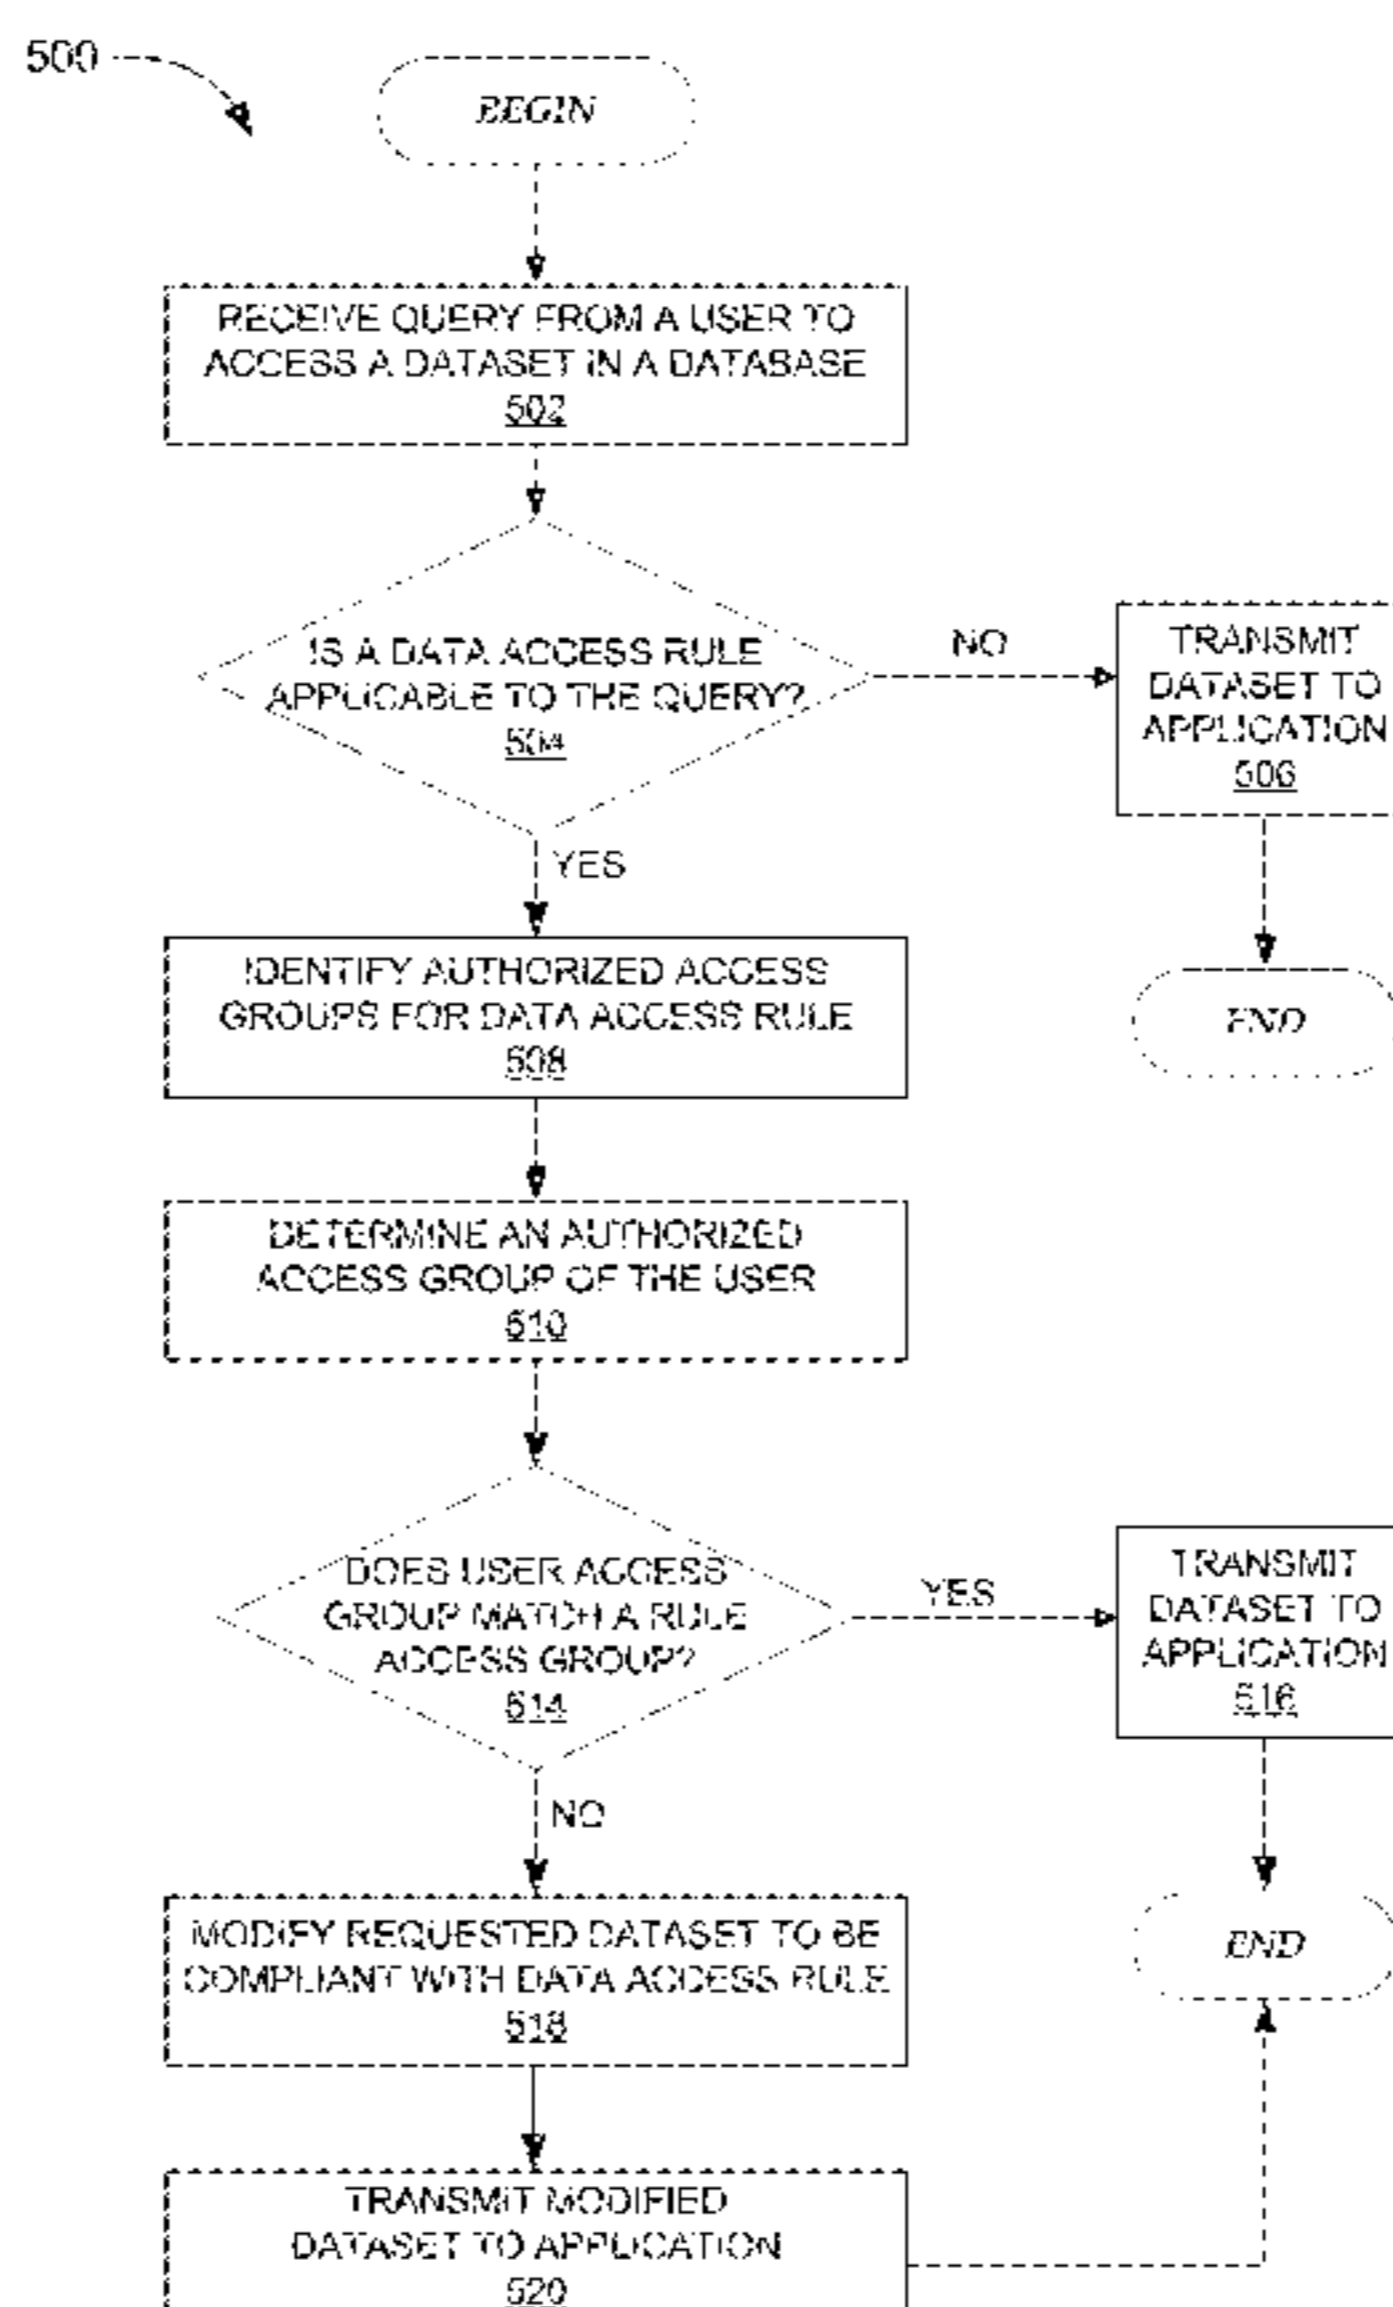 500
BEGIN
RECEIVE QUERY FROM A USER TO
ACCESS A DATASET IN A DATABASE
502
IS A DATA ACCESS RULE
APPLICABLE TO THE QUERY?
504
NO
TRANSMIT
DATASET TO
APPLICATION
506
END
YES
IDENTIFY AUTHORIZED ACCESS
GROUPS FOR DATA ACCESS RULE
508
DETERMINE AN AUTHORIZED
ACCESS GROUP OF THE USER
510
DOES USER ACCESS
GROUP MATCH A RULE
ACCESS GROUP?
514
YES
TRANSMIT
DATASET TO
APPLICATION
516
END
NO
MODIFY REQUESTED DATASET TO BE
COMPLIANT WITH DATA ACCESS RULE
518
TRANSMIT MODIFIED
DATASET TO APPLICATION
520